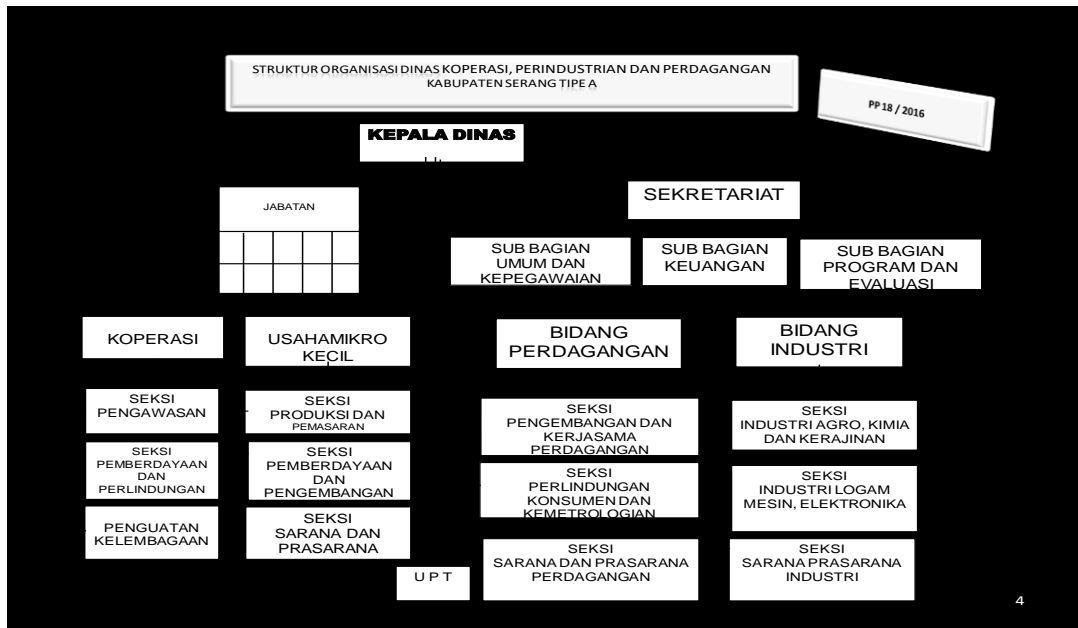 STRUKTUR ORGANISASI DINAS KOPERASI, PERINDUSTRIAN DAN PERDAGANGAN
KABUPATEN SERANG TIPE A
PP 18 / 2016
KEPALA DINAS
JABATAN
SEKRETARIAT
SUB BAGIAN
UMUM DAN
KEPEGAWAIAN
SUB BAGIAN
KEUANGAN
SUB BAGIAN
PROGRAM DAN
EVALUASI
KOPERASI
USAHAMIKRO
KECIL
BIDANG
PERDAGANGAN
BIDANG
INDUSTRI
SEKSI
PENGAWASAN
SEKSI
PEMBERDAYAAN
DAN
PERLINDUNGAN
PENGUATAN
KELEMBAGAAN
SEKSI
PRODUKSI DAN
PEMASARAN
SEKSI
PEMBERDAYAAN
DAN
PENGEMBANGAN
SEKSI
SARANA DAN
PRASARANA
UPT
SEKSI
PENGEMBANGAN DAN
KERJASAMA
PERDAGANGAN
SEKSI
PERLINDUNGAN
KONSUMEN DAN
KEMETROLOGIAN
SEKSI
SARANA DAN PRASARANA
PERDAGANGAN
SEKSI
INDUSTRI AGRO, KIMIA
DAN KERAJINAN
SEKSI
INDUSTRI LOGAM
MESIN, ELEKTRONIKA
SEKSI
SARANA PRASARANA
INDUSTRI
4